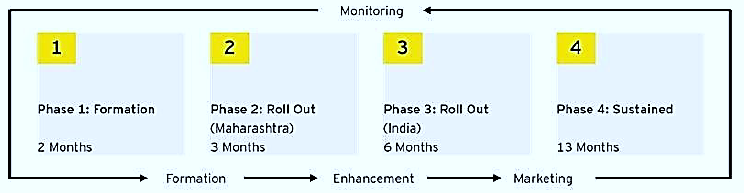 Monitoring
1
2
3
4
Phase 1: Formation
Phase 2: Roll Out
(Maharashtra)
Phase 3: Roll Out
(India)
Phase 4: Sustained
2 Months
3 Months
6 Months
13 Months
Formation
Enhancement
Marketing